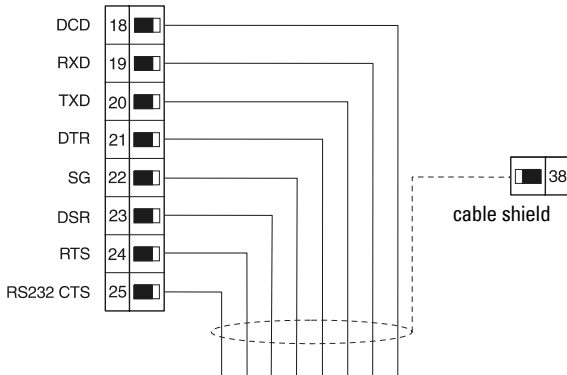 DCD 18
RXD 19
TXD 20
DTR 21
SG 22
38
DSR 23
cable shield
RTS 24
RS232 CTS 25